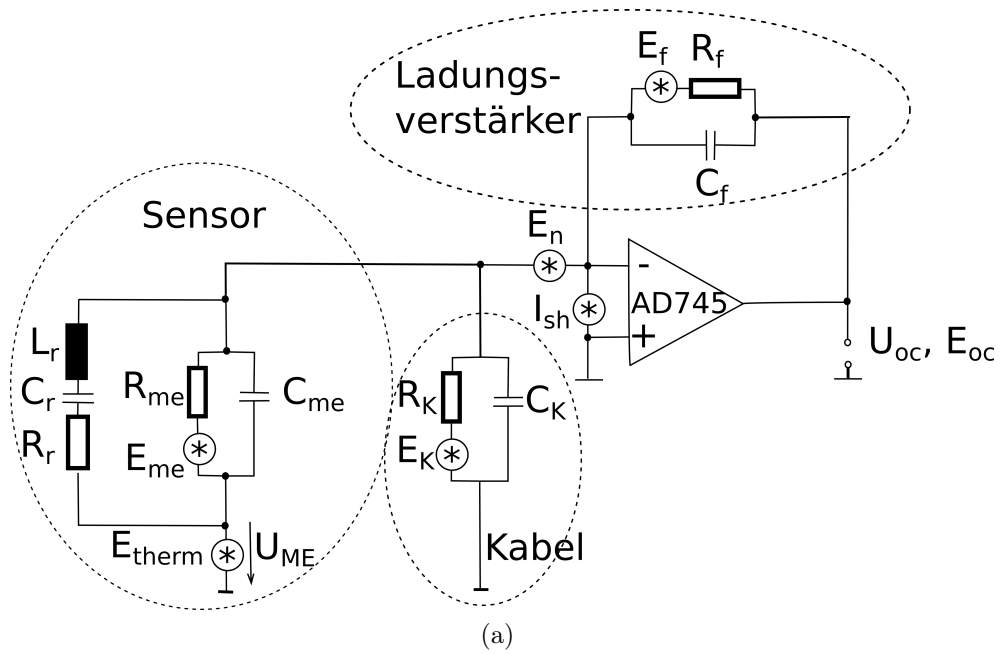 E_f R_f
Ladungs-
verstärker
C_f
Sensor
E_n
I_sh
-
AD745
+
U_oc, E_oc
L_r
C_r
R_r
R_me
C_me
E_me
R_K
C_K
E_K
E_therm
U_ME
Kabel
(a)